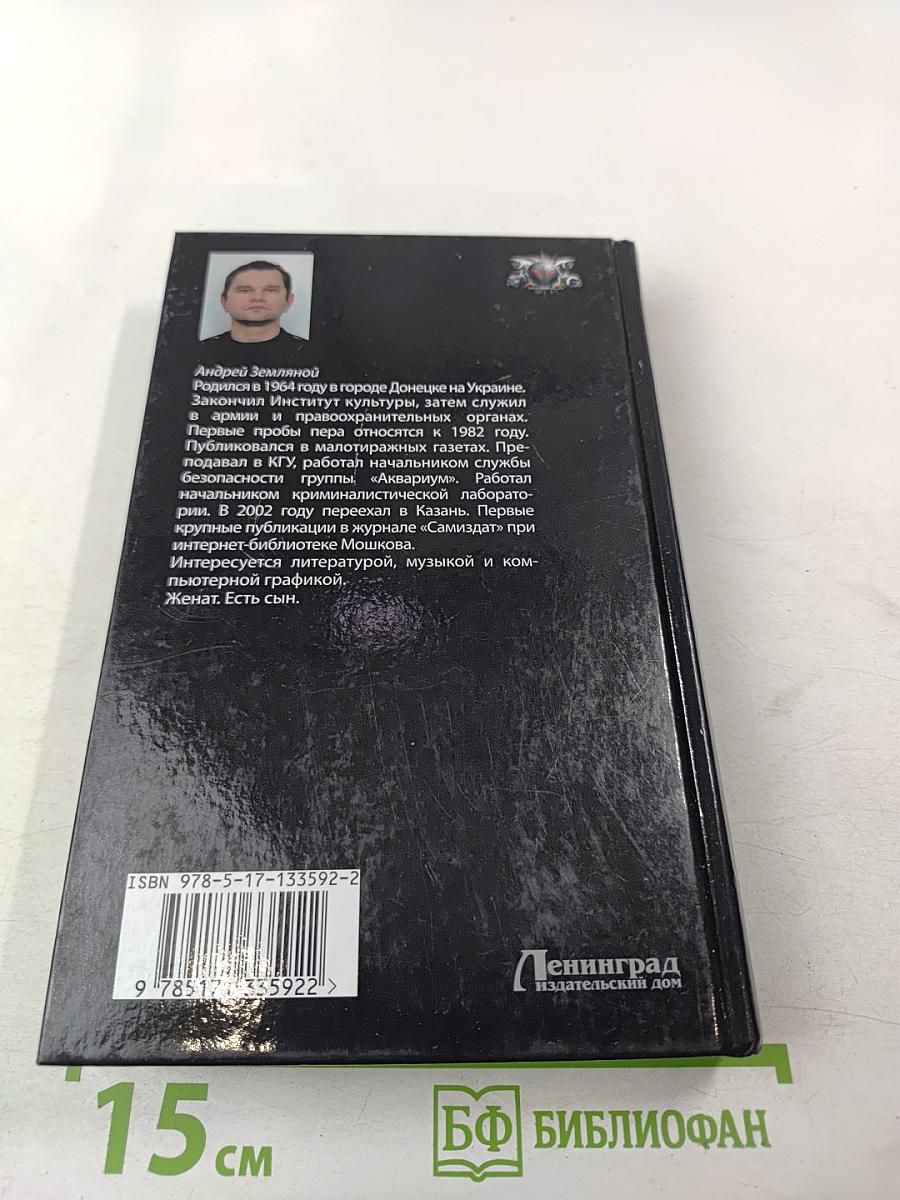 Андрей Земляной
Родился в 1964 году в городе Донецке на Украине.
Закончил Институт культуры, затем служил
в армии и правоохранительных органах.
Первые пробы пера относятся к 1982 году.
Публиковался в малотиражных газетах. Пре-
подавал в КГУ, работал начальником службы
безопасности группы «Аквариум». Работал
начальником криминалистической лаборато-
рии. В 2002 году переехал в Казань. Первые
крупные публикации в журнале «Самиздат» при
интернет-библиотеке Мошкова.
Интересуется литературой, музыкой и ком-
пьютерной графикой.
Женат. Есть сын.
ISBN 978-5-17-133592-2
9 785171 335922 >
Ленинград
издательский дом
15 см
БФ БИБЛИОФАН